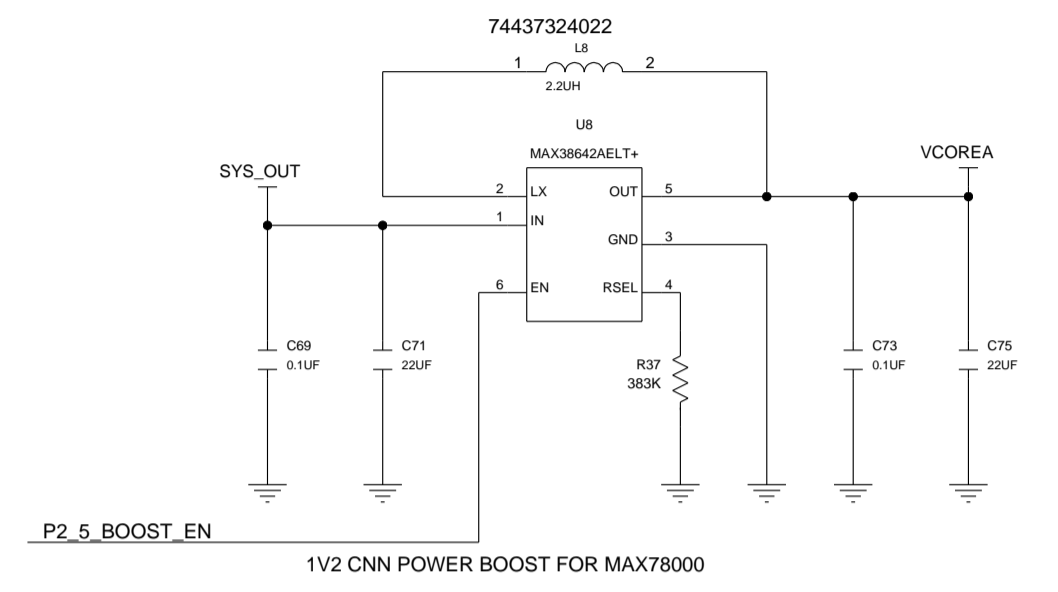 74437324022
L8
1
2
2.2UH
U8
MAX38642AELT+
SYS_OUT
VCOREA
2
LX
OUT
5
1
IN
GND
3
6
EN
RSEL
4
C69
0.1UF
C71
22UF
R37
383K
C73
0.1UF
C75
22UF
P2_5_BOOST_EN
1V2 CNN POWER BOOST FOR MAX78000